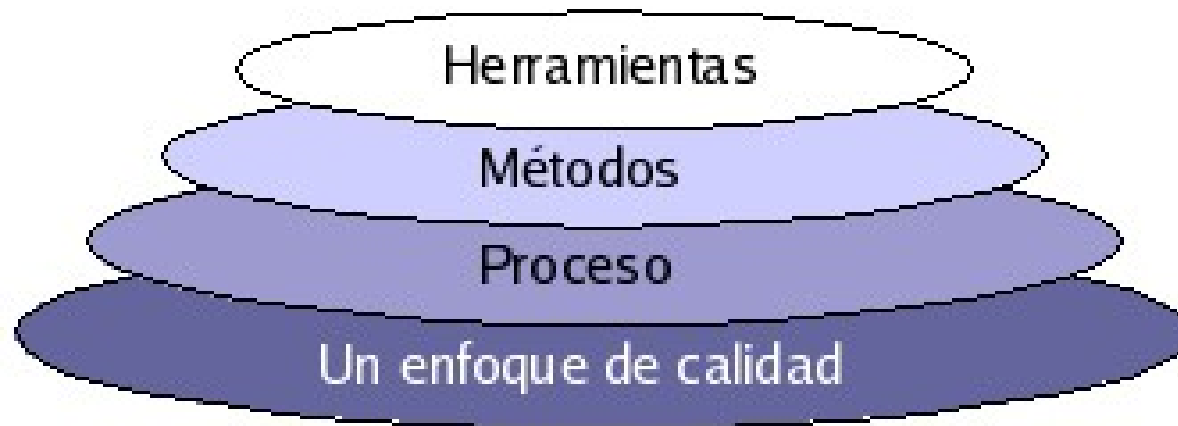 Herramientas
Métodos
Proceso
Un enfoque de calidad